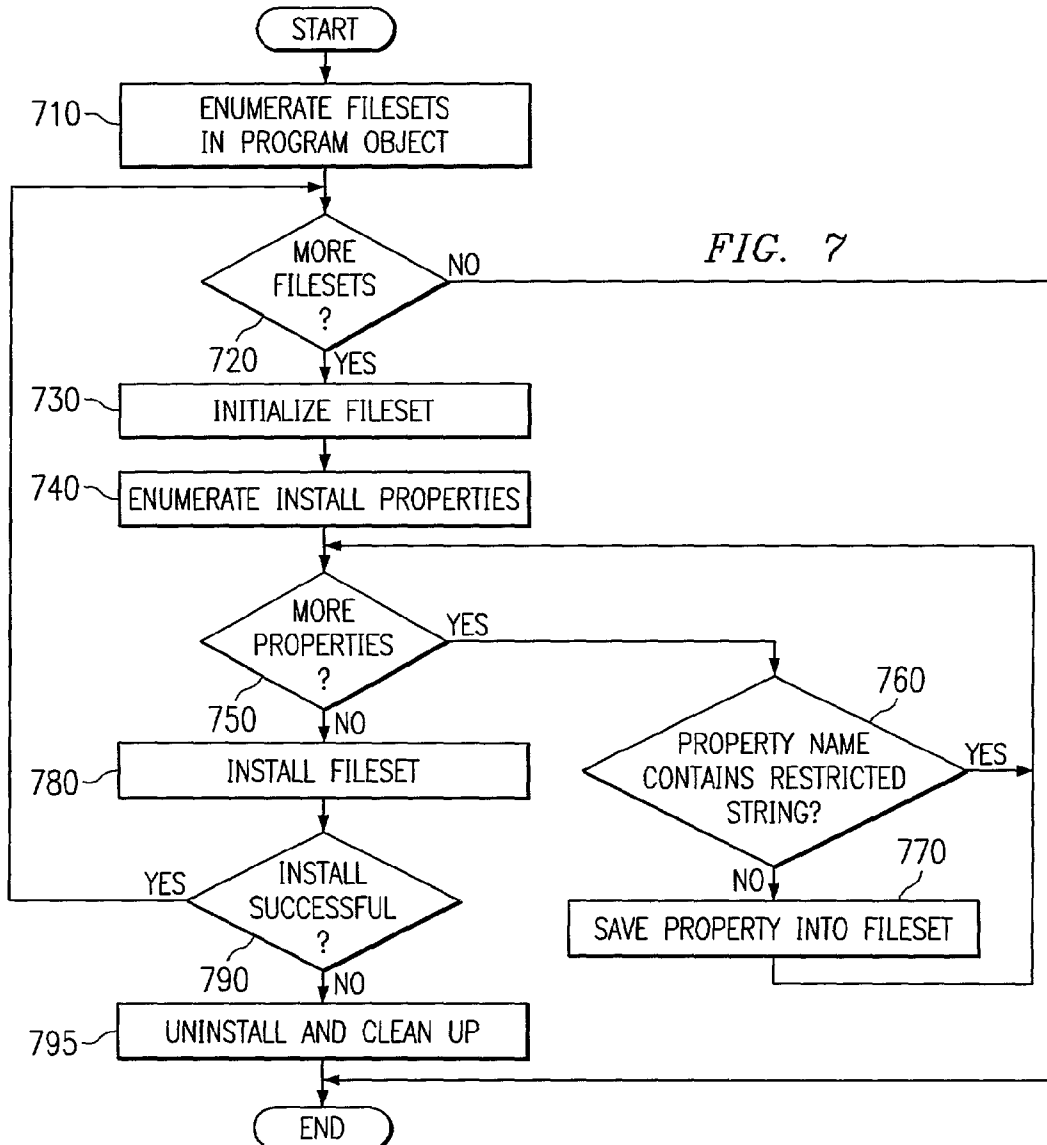 START
710
ENUMERATE FILESETS
IN PROGRAM OBJECT
MORE
FILESETS
?
NO
FIG. 7
720
YES
730
INITIALIZE FILESET
740
ENUMERATE INSTALL PROPERTIES
MORE
PROPERTIES
?
YES
750
NO
760
PROPERTY NAME
CONTAINS RESTRICTED
STRING?
YES
780
INSTALL FILESET
NO
770
SAVE PROPERTY INTO FILESET
YES
INSTALL
SUCCESSFUL
?
790
NO
795
UNINSTALL AND CLEAN UP
END